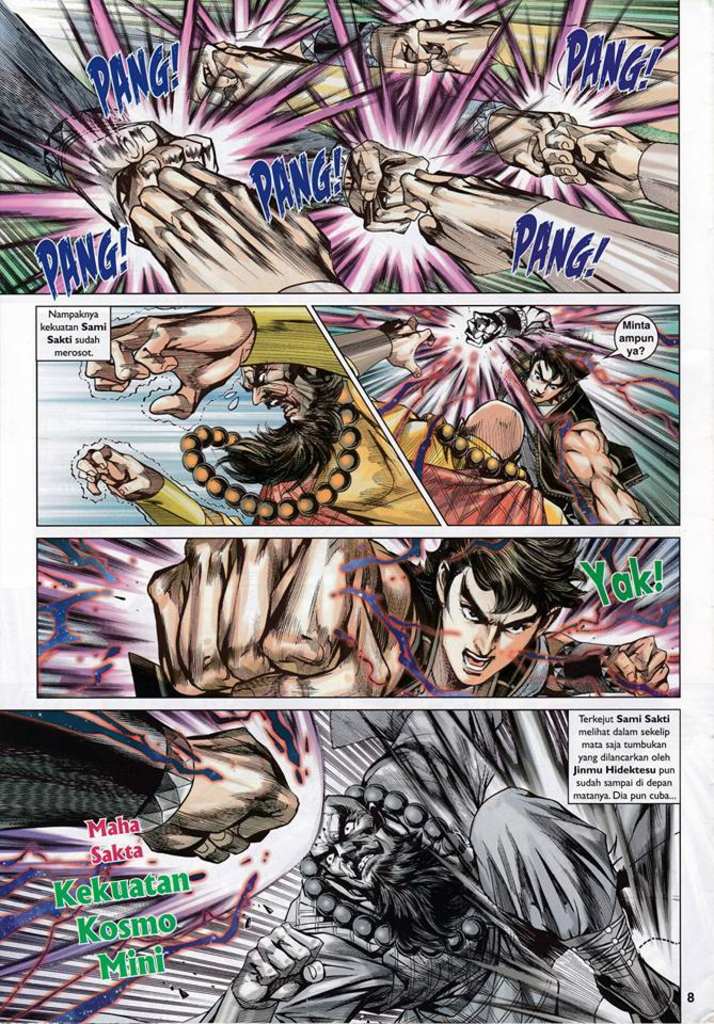 PANG!
PANG!
PANG!
PANG!
PANG!
Nampaknya
kekuatan Sami
Sakti sudah
merosot.
Minta
ampun
ya?
Yak!
Terkejut Sami Sakti
melihat dalam sekelip
mata saja tumbukan
yang dilancarkan oleh
Jinmu Hidektesu pun
sudah sampai di depan
matanya. Dia pun cuba...
Maha
Sakta
Kekuatan
Kosmo
Mini
8